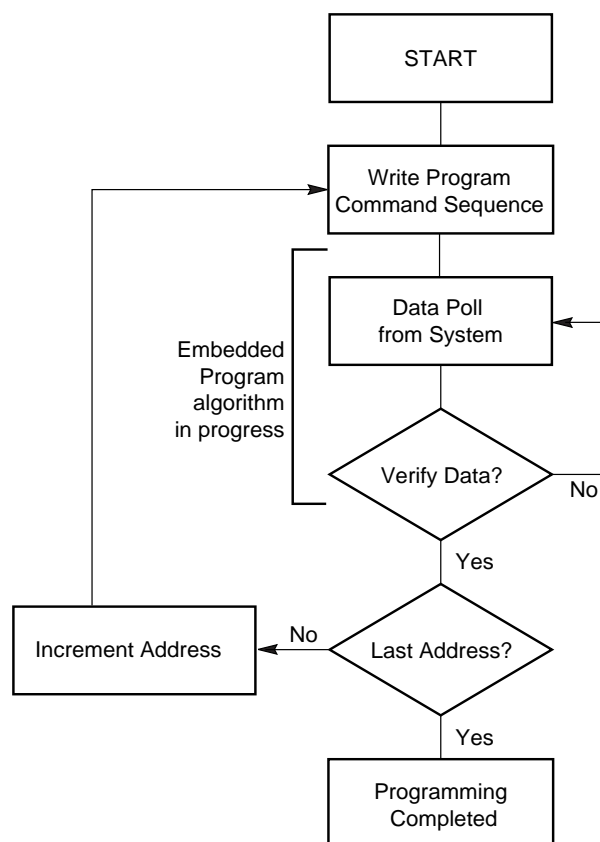 START
Write Program
Command Sequence
Data Poll
from System
Embedded
Program
algorithm
in progress
Verify Data?
No
Yes
Increment Address
No
Last Address?
Yes
Programming
Completed